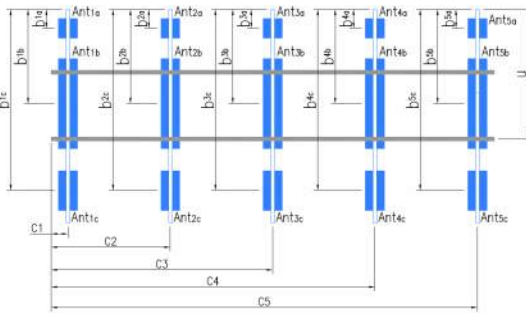 Ant1a Ant2a Ant3a Ant4a Ant5a
b1a b2a b3a b4a b5a
Ant1b Ant2b Ant3b Ant4b Ant5b
b1b b2b b3b b4b b5b
b1c b2c b3c b4c b5c
Ant1c Ant2c Ant3c Ant4c Ant5c
C1
C2
C3
C4
C5